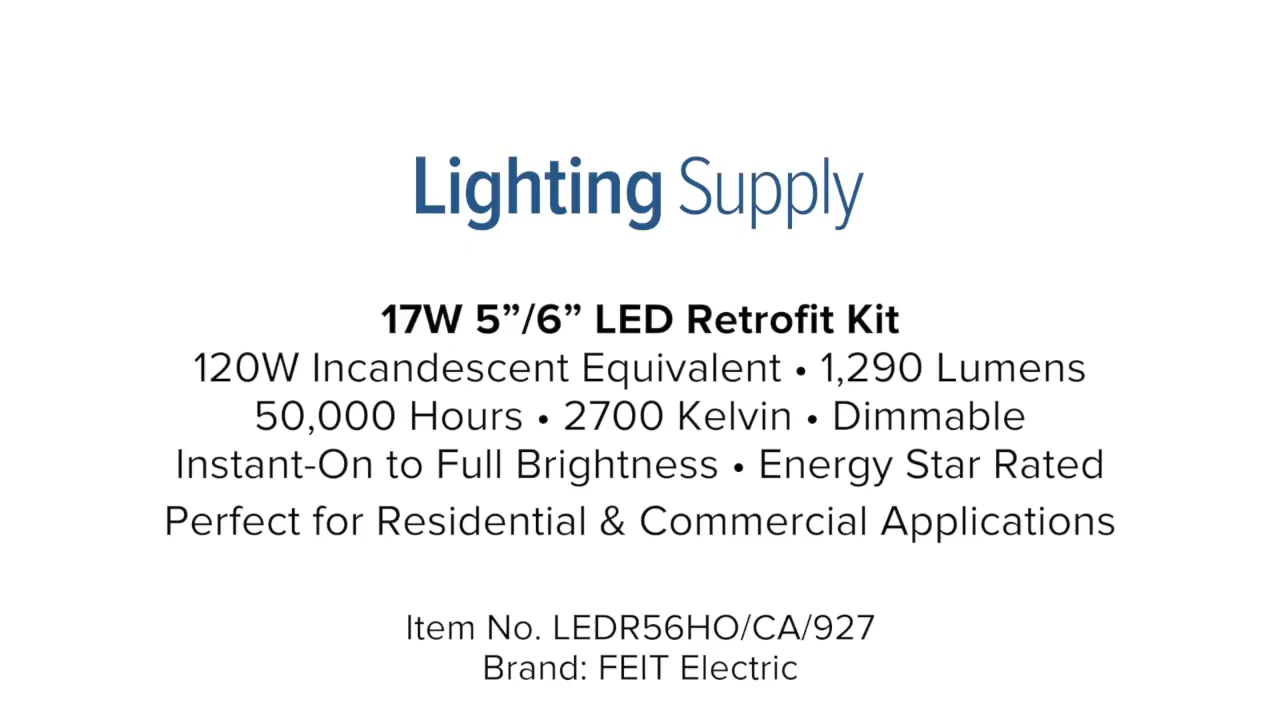 Lighting Supply
17W 5”/6” LED Retrofit Kit
120W Incandescent Equivalent • 1,290 Lumens
50,000 Hours • 2700 Kelvin • Dimmable
Instant-On to Full Brightness • Energy Star Rated
Perfect for Residential & Commercial Applications
Item No. LEDR56HO/CA/927
Brand: FEIT Electric